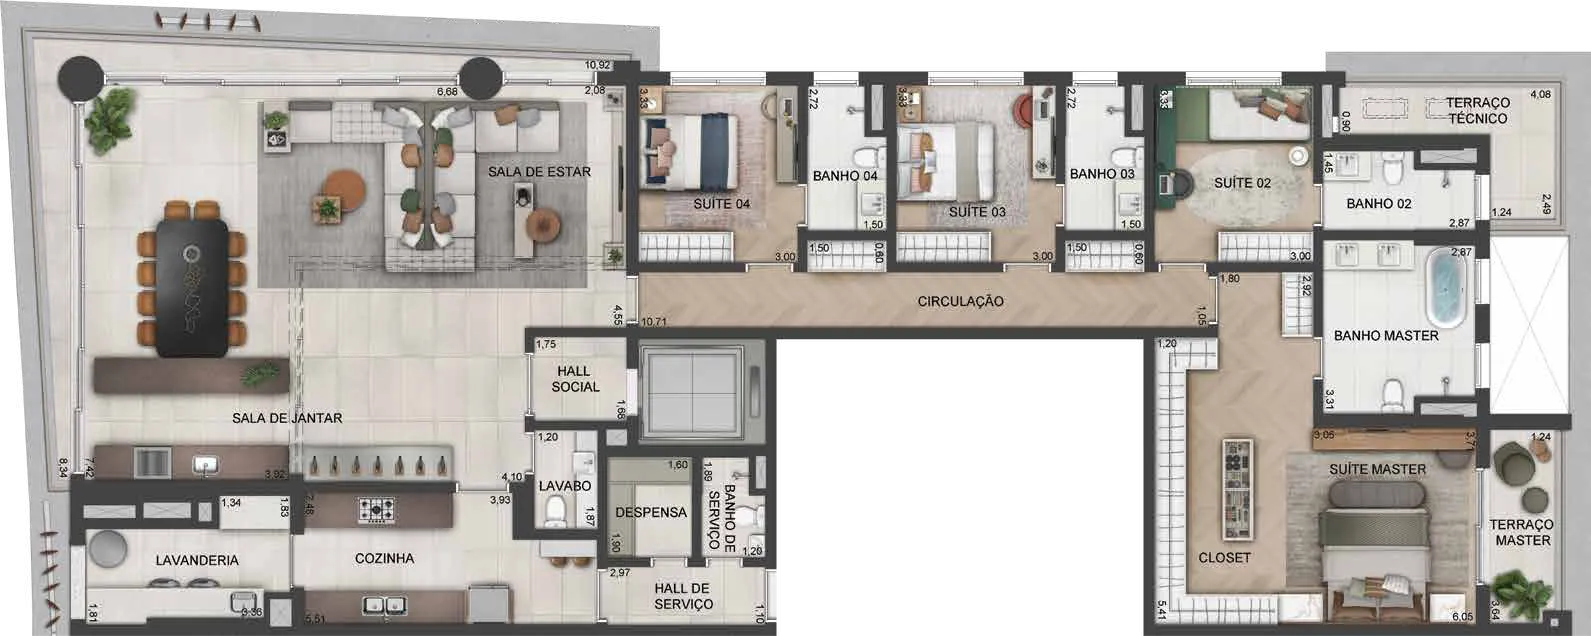 10,92
6,68
2,08
SALA DE ESTAR
3,33
SUÍTE 04
2,72
BANHO 04
1,50
3,00
1,50
0,60
3,33
SUÍTE 03
2,72
BANHO 03
1,50
3,00
1,50
0,60
3,33
SUÍTE 02
3,00
0,90
TERRAÇO
TÉCNICO
4,08
2,49
1,24
1,45
BANHO 02
2,87
2,87
BANHO MASTER
3,31
4,55
10,71
CIRCULAÇÃO
1,05
1,80
2,92
1,20
1,75
HALL
SOCIAL
1,68
SALA DE JANTAR
8,34
7,42
3,92
4,10
1,20
LAVABO
1,87
1,60
DESPENSA
1,90
1,89
BANHO DE
SERVIÇO
1,20
1,34
1,83
LAVANDERIA
1,81
3,36
2,48
3,93
COZINHA
5,51
2,97
HALL DE
SERVIÇO
1,10
3,05
SUÍTE MASTER
CLOSET
5,41
6,05
1,24
TERRAÇO
MASTER
3,64